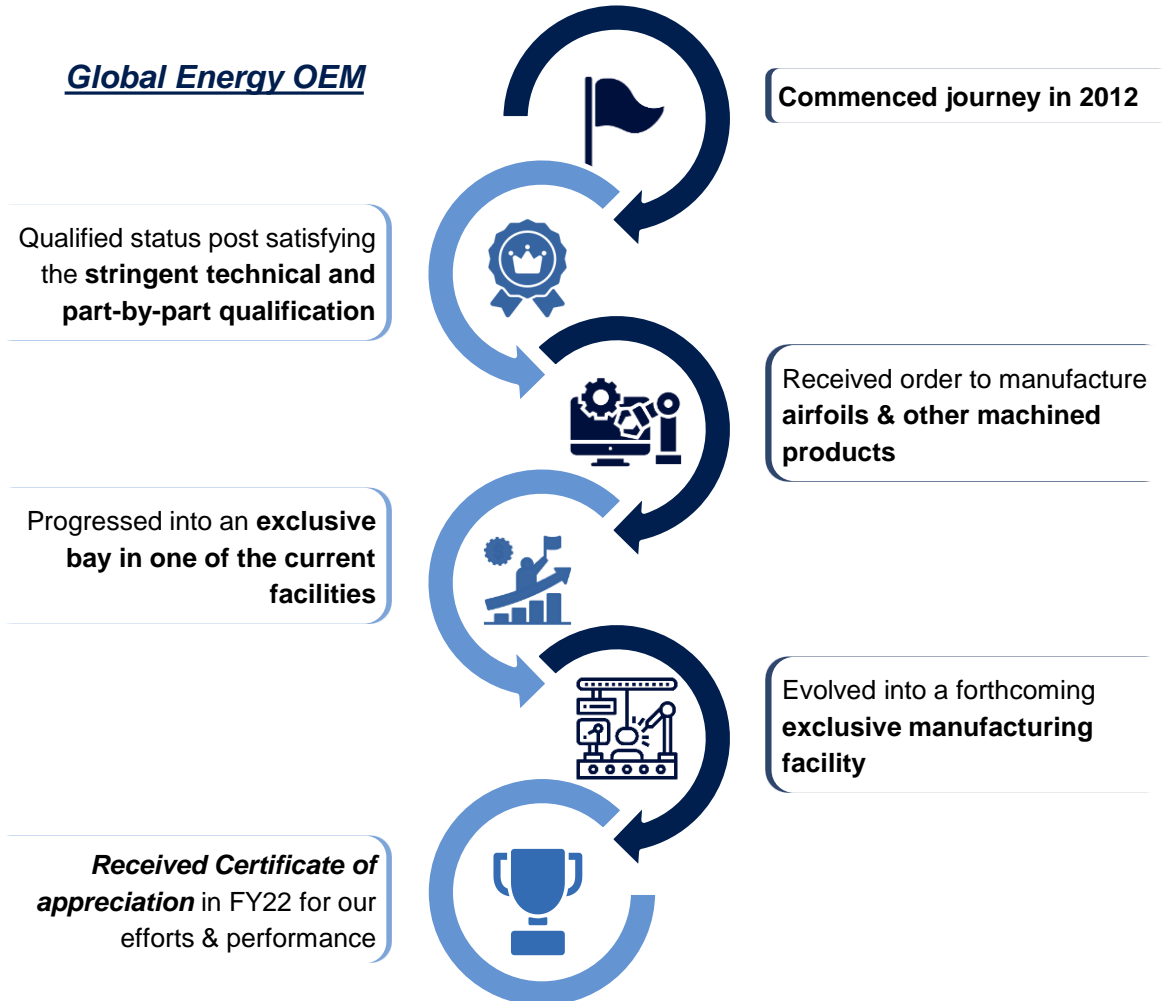 Global Energy OEM
Commenced journey in 2012
Qualified status post satisfying
the stringent technical and
part-by-part qualification
Received order to manufacture
airfoils & other machined
products
Progressed into an exclusive
bay in one of the current
facilities
Evolved into a forthcoming
exclusive manufacturing
facility
Received Certificate of
appreciation in FY22 for our
efforts & performance